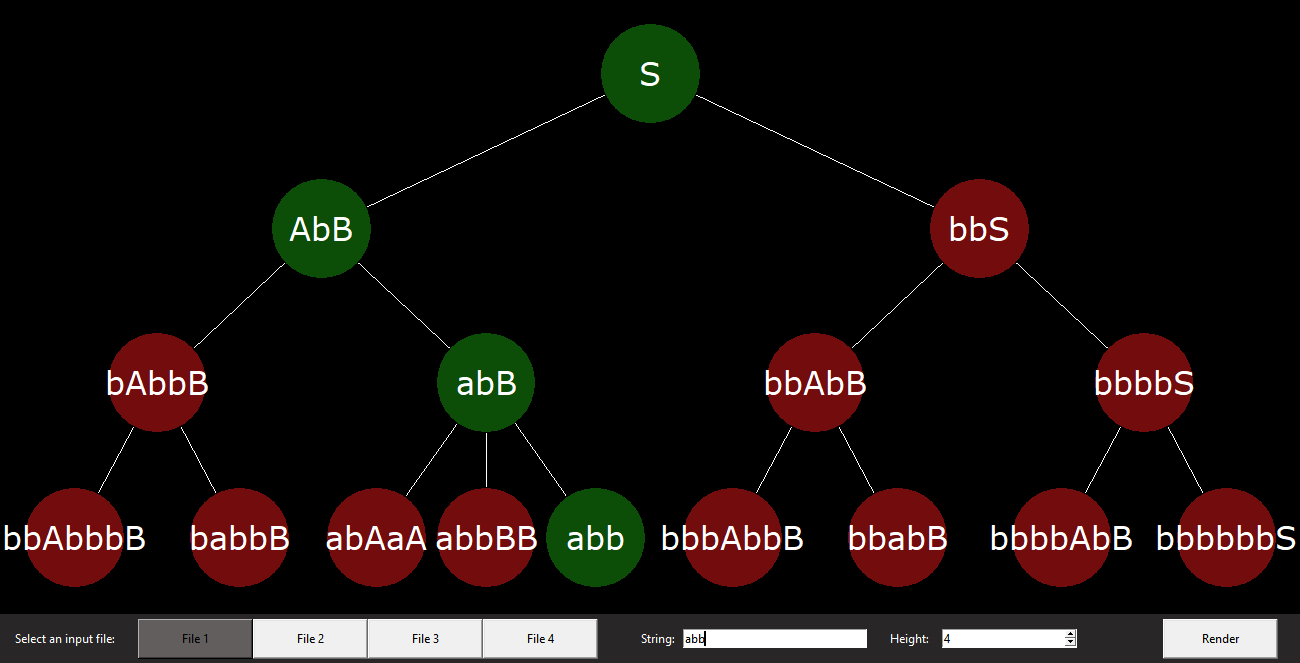 S
AbB bbS
bAbbB abB bbAbB bbbbS
bbAbbbB babbB abAaA abbBB abb bbbAbbB bbabB bbbbAbB bbbbbbS
Select an input file: File 1 File 2 File 3 File 4 String: abb Height: 4 Render